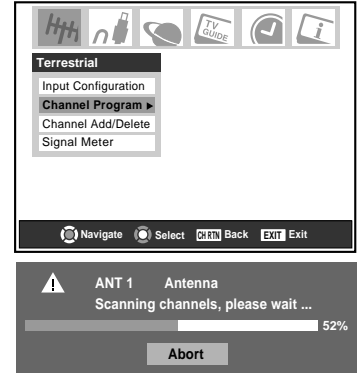 TV GUIDE
Terrestrial
Input Configuration
Channel Program ▶
Channel Add/Delete
Signal Meter
Navigate Select CH RTN Back EXIT Exit
ANT 1 Antenna
Scanning channels, please wait ...
52%
Abort